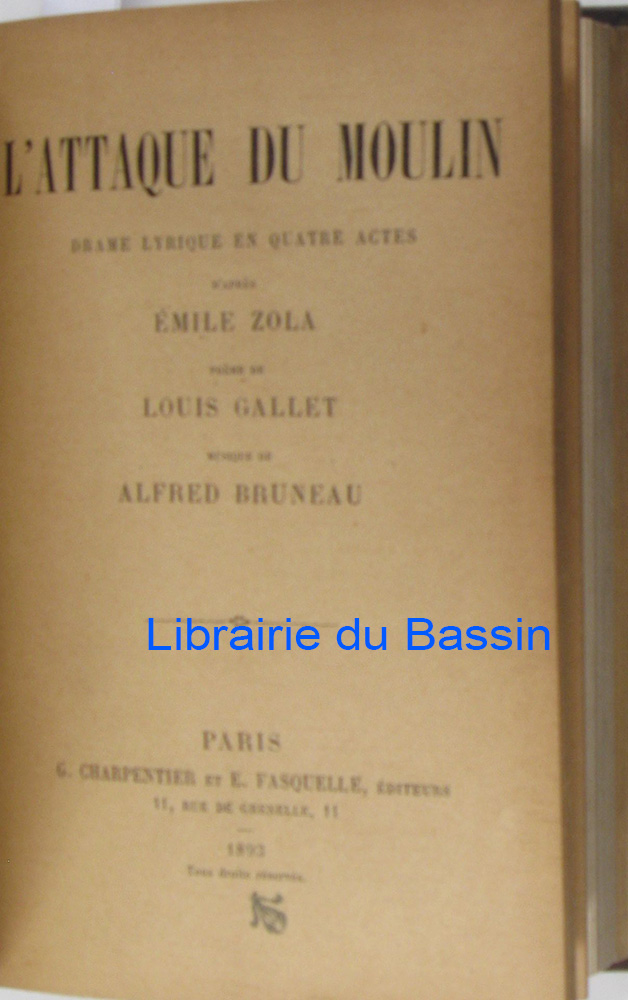 L'ATTAQUE DU MOULIN
DRAME LYRIQUE EN QUATRE ACTES
D'APRÈS
ÉMILE ZOLA
POÈME DE
LOUIS GALLET
MUSIQUE DE
ALFRED BRUNEAU
Librairie du Bassin
PARIS
G. CHARPENTIER ET E. FASQUELLE, ÉDITEURS
11, RUE DE GRENELLE, 11
1893
Tous droits réservés.